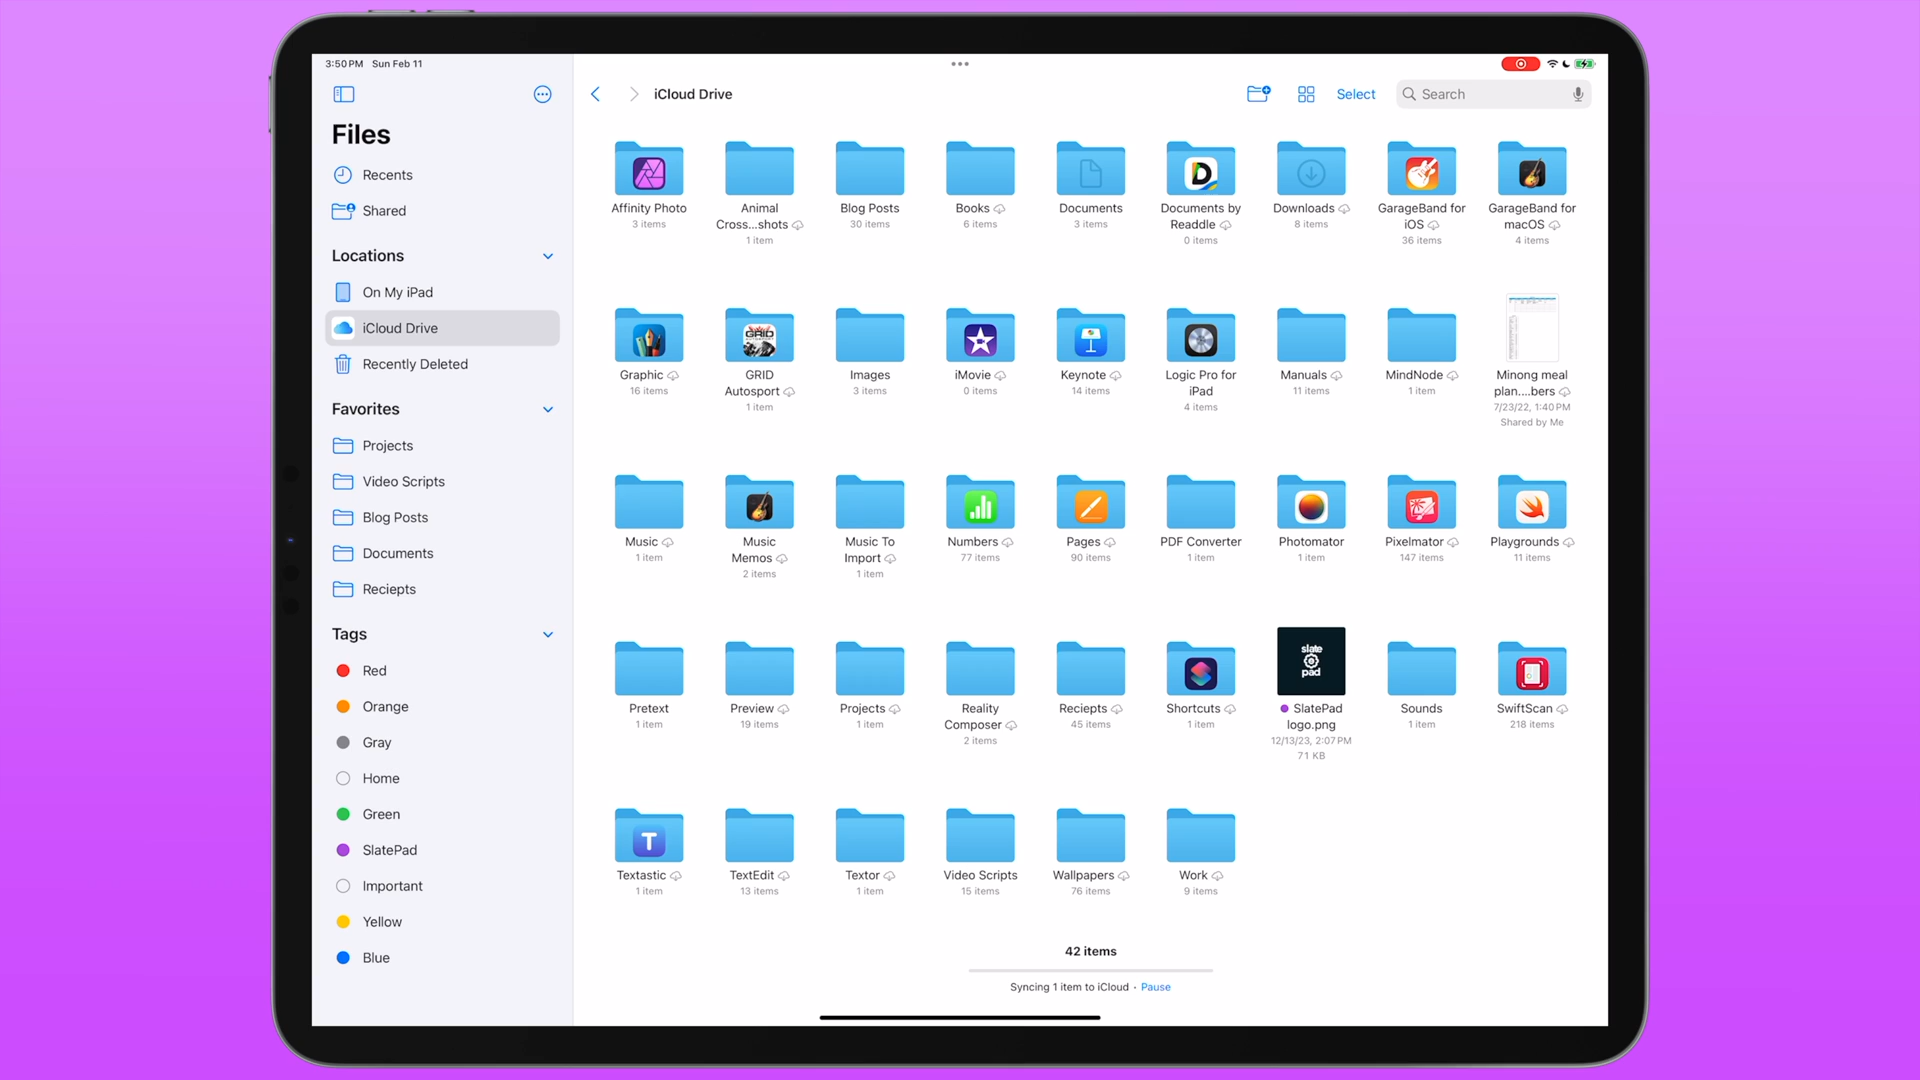 3:50 PM Sun Feb 11
Files
Recents
Shared
Locations
On My iPad
iCloud Drive
Recently Deleted
Favorites
Projects
Video Scripts
Blog Posts
Documents
Reciepts
Tags
Red
Orange
Gray
Home
Green
SlatePad
Important
Yellow
Blue
iCloud Drive
Select
Search
Affinity Photo
3 items
Animal
Cross...shots
1 item
Blog Posts
30 items
Books
6 items
Documents
3 items
Documents by
Readdle
0 items
Downloads
8 items
GarageBand for
iOS
36 items
GarageBand for
macOS
4 items
Graphic
16 items
GRID
GRID
Autosport
1 item
Images
3 items
iMovie
0 items
Keynote
14 items
Logic Pro for
iPad
4 items
Manuals
11 items
MindNode
1 item
Minong meal
plan....bers
7/23/22, 1:40 PM
Shared by Me
Music
1 item
Music
Memos
2 items
Music To
Import
1 item
Numbers
77 items
Pages
90 items
PDF Converter
1 item
Photomator
1 item
Pixelmator
147 items
Playgrounds
11 items
Pretext
1 item
Preview
19 items
Projects
1 item
Reality
Composer
2 items
Reciepts
45 items
Shortcuts
1 item
slate
pad
SlatePad
logo.png
12/13/23, 2:07 PM
71 KB
Sounds
1 item
SwiftScan
218 items
T
Textastic
1 item
TextEdit
13 items
Textor
1 item
Video Scripts
15 items
Wallpapers
76 items
Work
9 items
42 items
Syncing 1 item to iCloud · Pause